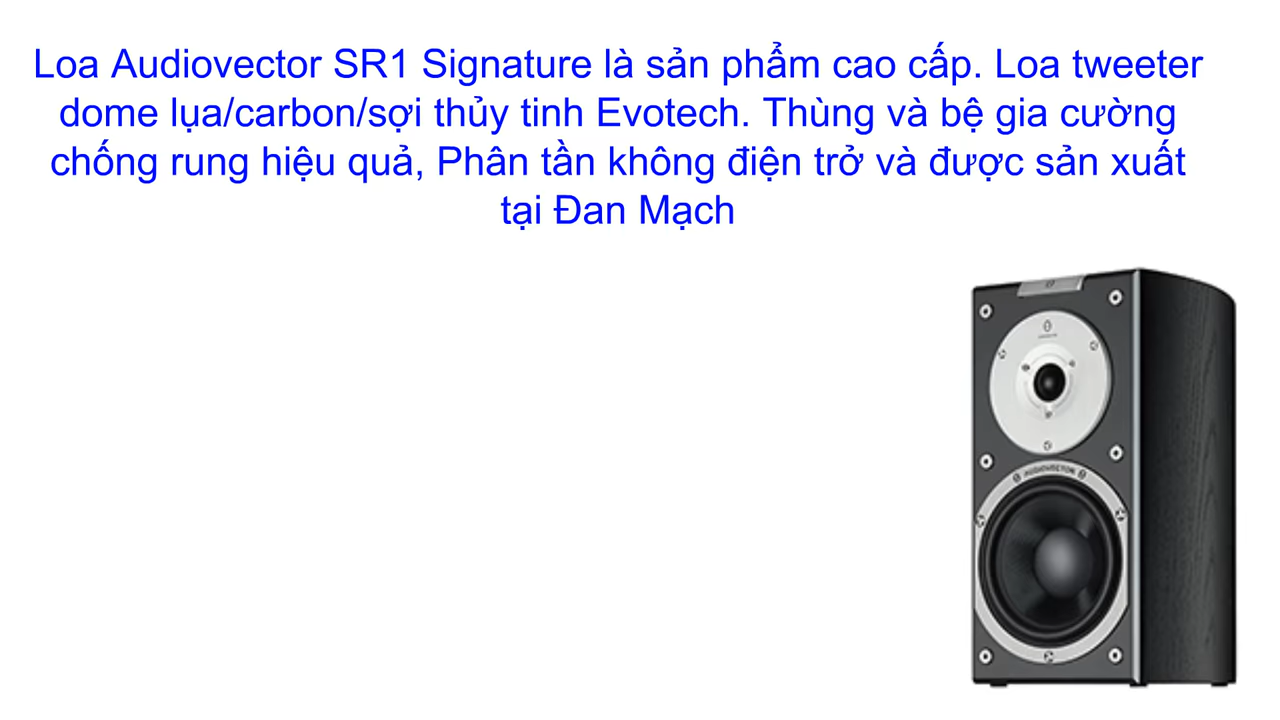 Loa Audiovector SR1 Signature là sản phẩm cao cấp. Loa tweeter
dome lụa/carbon/sợi thủy tinh Evotech. Thùng và bệ gia cường
chống rung hiệu quả, Phân tần không điện trở và được sản xuất
tại Đan Mạch
AUDIOVECTOR